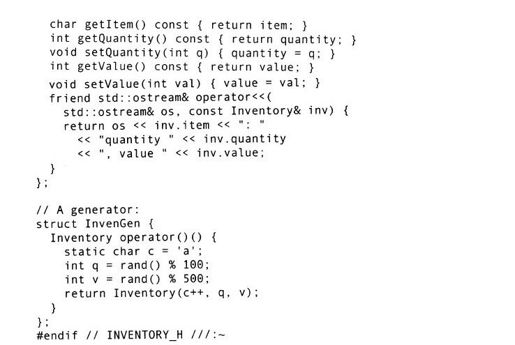 char getItem() const { return item; }
int getQuantity() const { return quantity; }
void setQuantity(int q) { quantity = q; }
int getValue() const { return value; }
void setValue(int val) { value = val; }
friend std::ostream& operator<<(
std::ostream& os, const Inventory& inv) {
return os << inv.item << ": "
<< "quantity " << inv.quantity
<< ", value " << inv.value;
}
};
// A generator:
struct InvenGen {
Inventory operator()() {
static char c = 'a';
int q = rand() % 100;
int v = rand() % 500;
return Inventory(c++, q, v);
}
};
#endif // INVENTORY_H ///:~